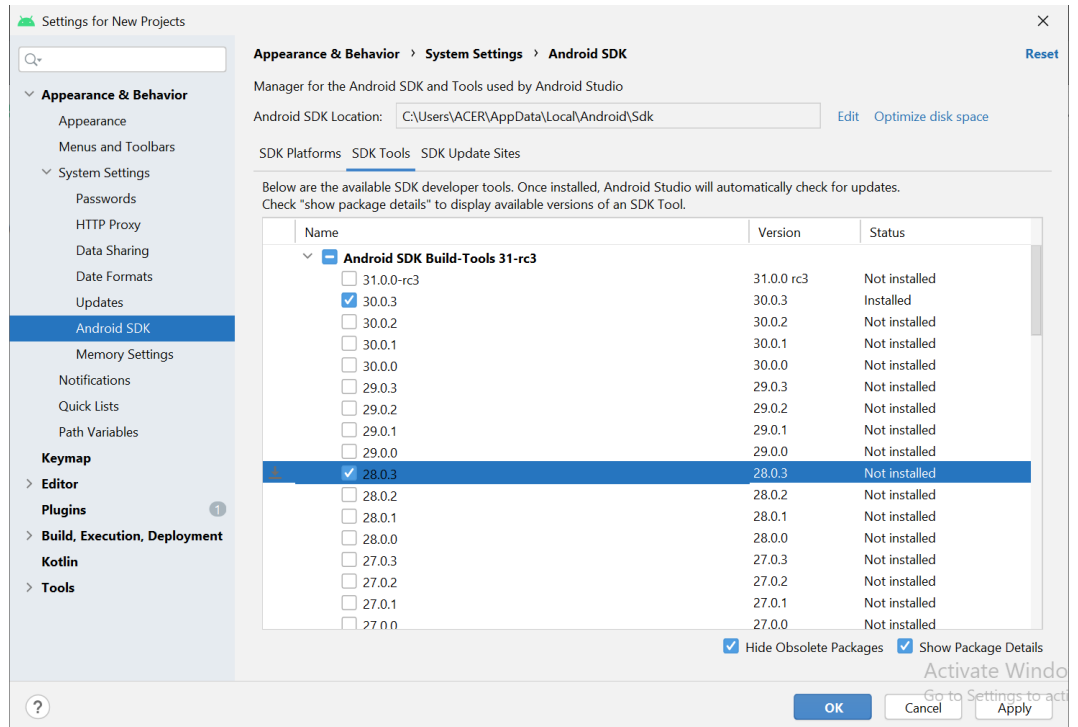 Settings for New Projects
Appearance & Behavior
Appearance
Menus and Toolbars
System Settings
Passwords
HTTP Proxy
Data Sharing
Date Formats
Updates
Android SDK
Memory Settings
Notifications
Quick Lists
Path Variables
Keymap
Editor
Plugins 1
Build, Execution, Deployment
Kotlin
Tools
Appearance & Behavior › System Settings › Android SDK Reset
Manager for the Android SDK and Tools used by Android Studio
Android SDK Location: C:\Users\ACER\AppData\Local\Android\Sdk Edit Optimize disk space
SDK Platforms SDK Tools SDK Update Sites
Below are the available SDK developer tools. Once installed, Android Studio will automatically check for updates.
Check "show package details" to display available versions of an SDK Tool.
Name Version Status
Android SDK Build-Tools 31-rc3
31.0.0-rc3 31.0.0 rc3 Not installed
30.0.3 30.0.3 Installed
30.0.2 30.0.2 Not installed
30.0.1 30.0.1 Not installed
30.0.0 30.0.0 Not installed
29.0.3 29.0.3 Not installed
29.0.2 29.0.2 Not installed
29.0.1 29.0.1 Not installed
29.0.0 29.0.0 Not installed
28.0.3 28.0.3 Not installed
28.0.2 28.0.2 Not installed
28.0.1 28.0.1 Not installed
28.0.0 28.0.0 Not installed
27.0.3 27.0.3 Not installed
27.0.2 27.0.2 Not installed
27.0.1 27.0.1 Not installed
27.0.0 27.0.0 Not installed
Hide Obsolete Packages Show Package Details
Activate Windo
Go to Settings to acti
? OK Cancel Apply